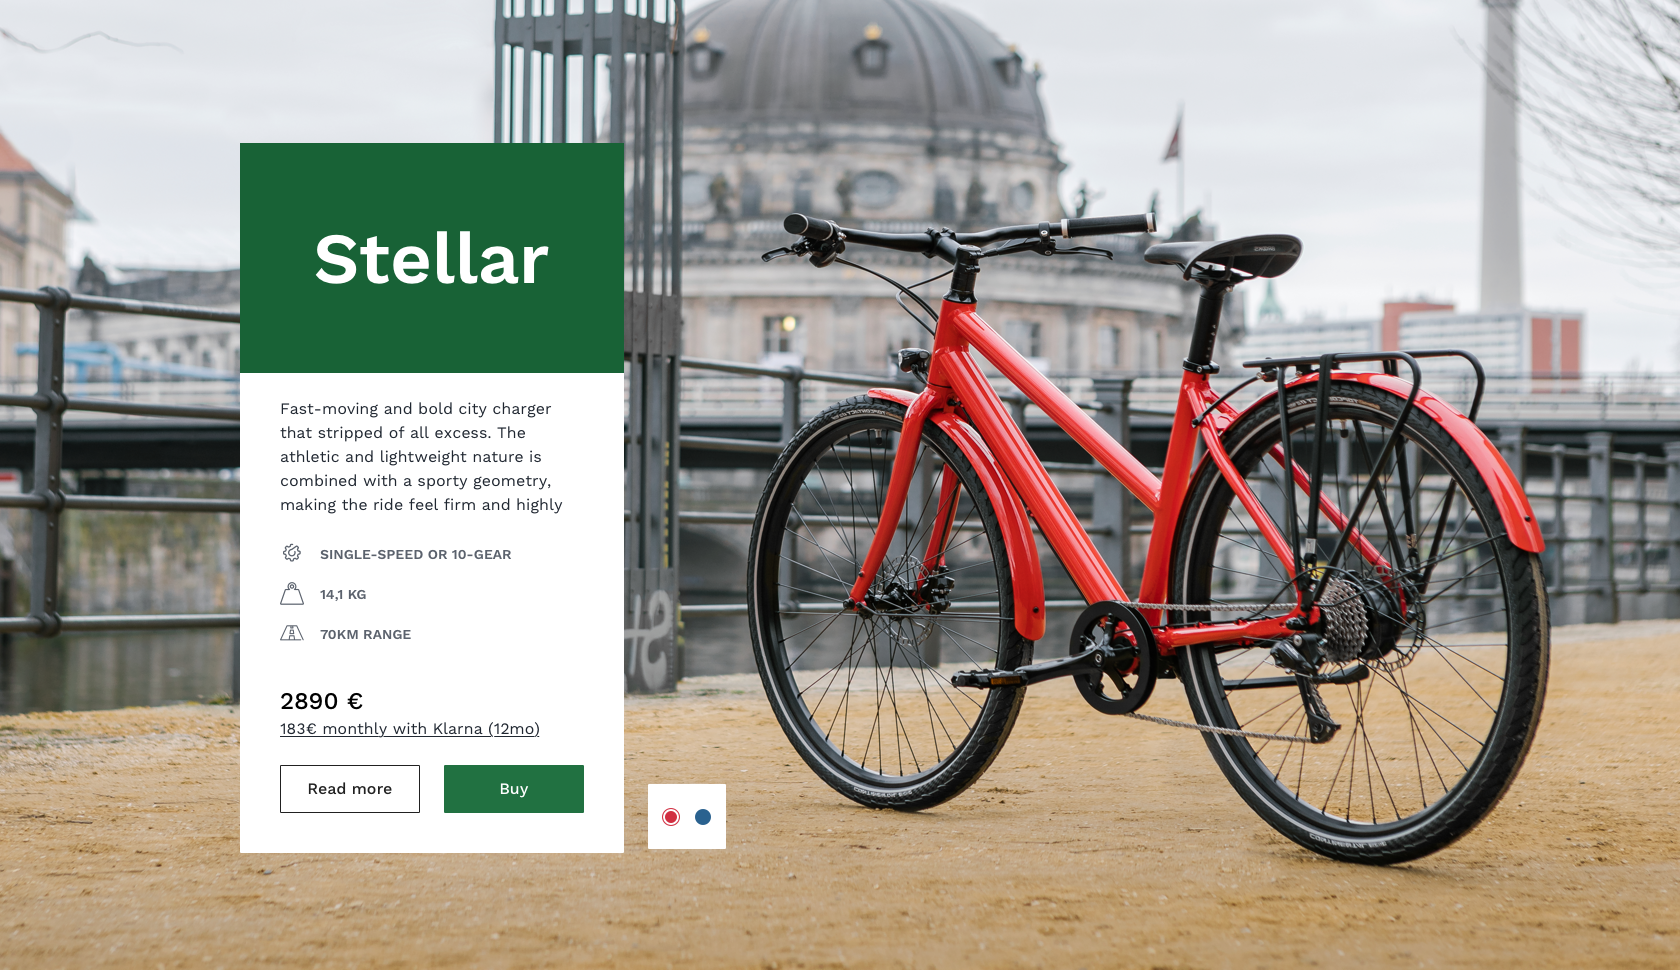 Stellar
Fast-moving and bold city charger
that stripped of all excess. The
athletic and lightweight nature is
combined with a sporty geometry,
making the ride feel firm and highly
SINGLE-SPEED OR 10-GEAR
14,1 KG
70KM RANGE
2890 €
183€ monthly with Klarna (12mo)
Read more
Buy